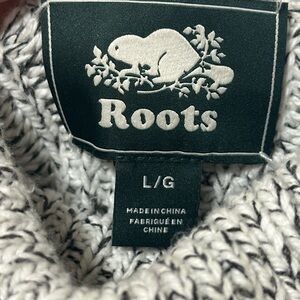 Roots
L/G
MADE IN CHINA
FABRIQUÉ EN
CHINE